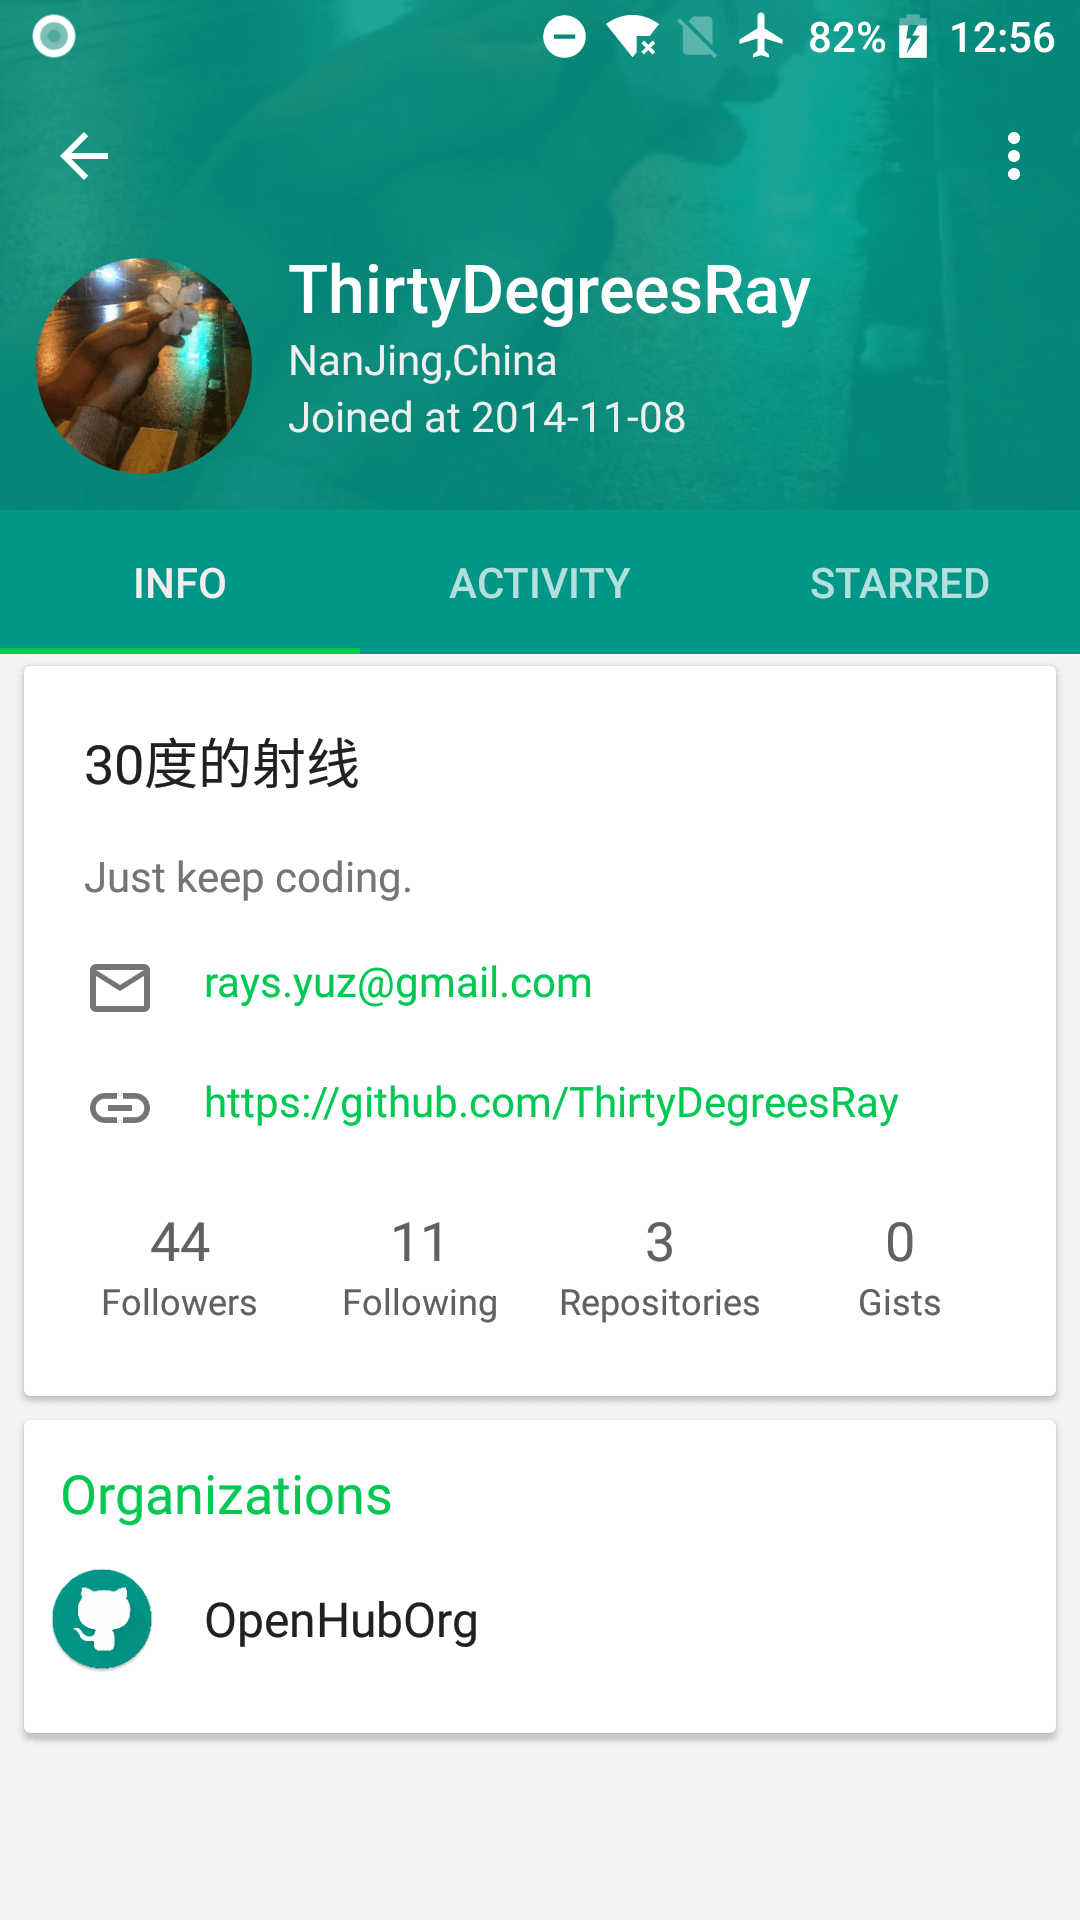 82% 12:56
ThirtyDegreesRay
NanJing,China
Joined at 2014-11-08
INFO ACTIVITY STARRED
30度的射线
Just keep coding.
rays.yuz@gmail.com
https://github.com/ThirtyDegreesRay
44 11 3 0
Followers Following Repositories Gists
Organizations
OpenHubOrg